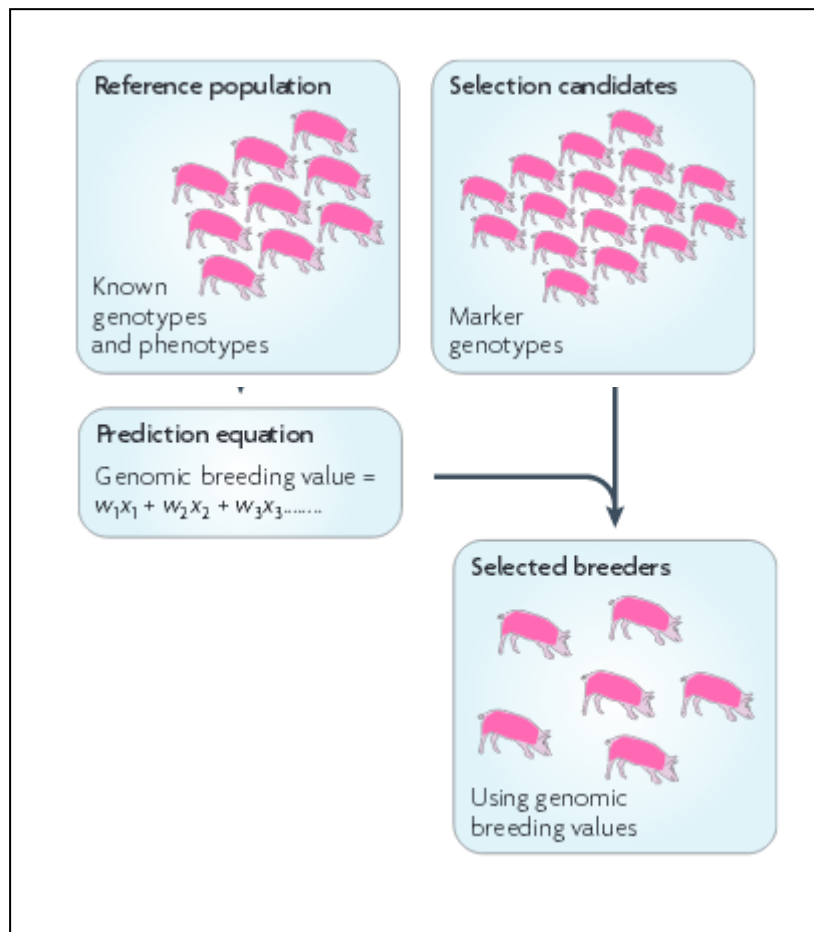 Reference population
Known
genotypes
and phenotypes
Selection candidates
Marker
genotypes
Prediction equation
Genomic breeding value =
w₁x₁ + w₂x₂ + w₃x₃.......
Selected breeders
Using genomic
breeding values